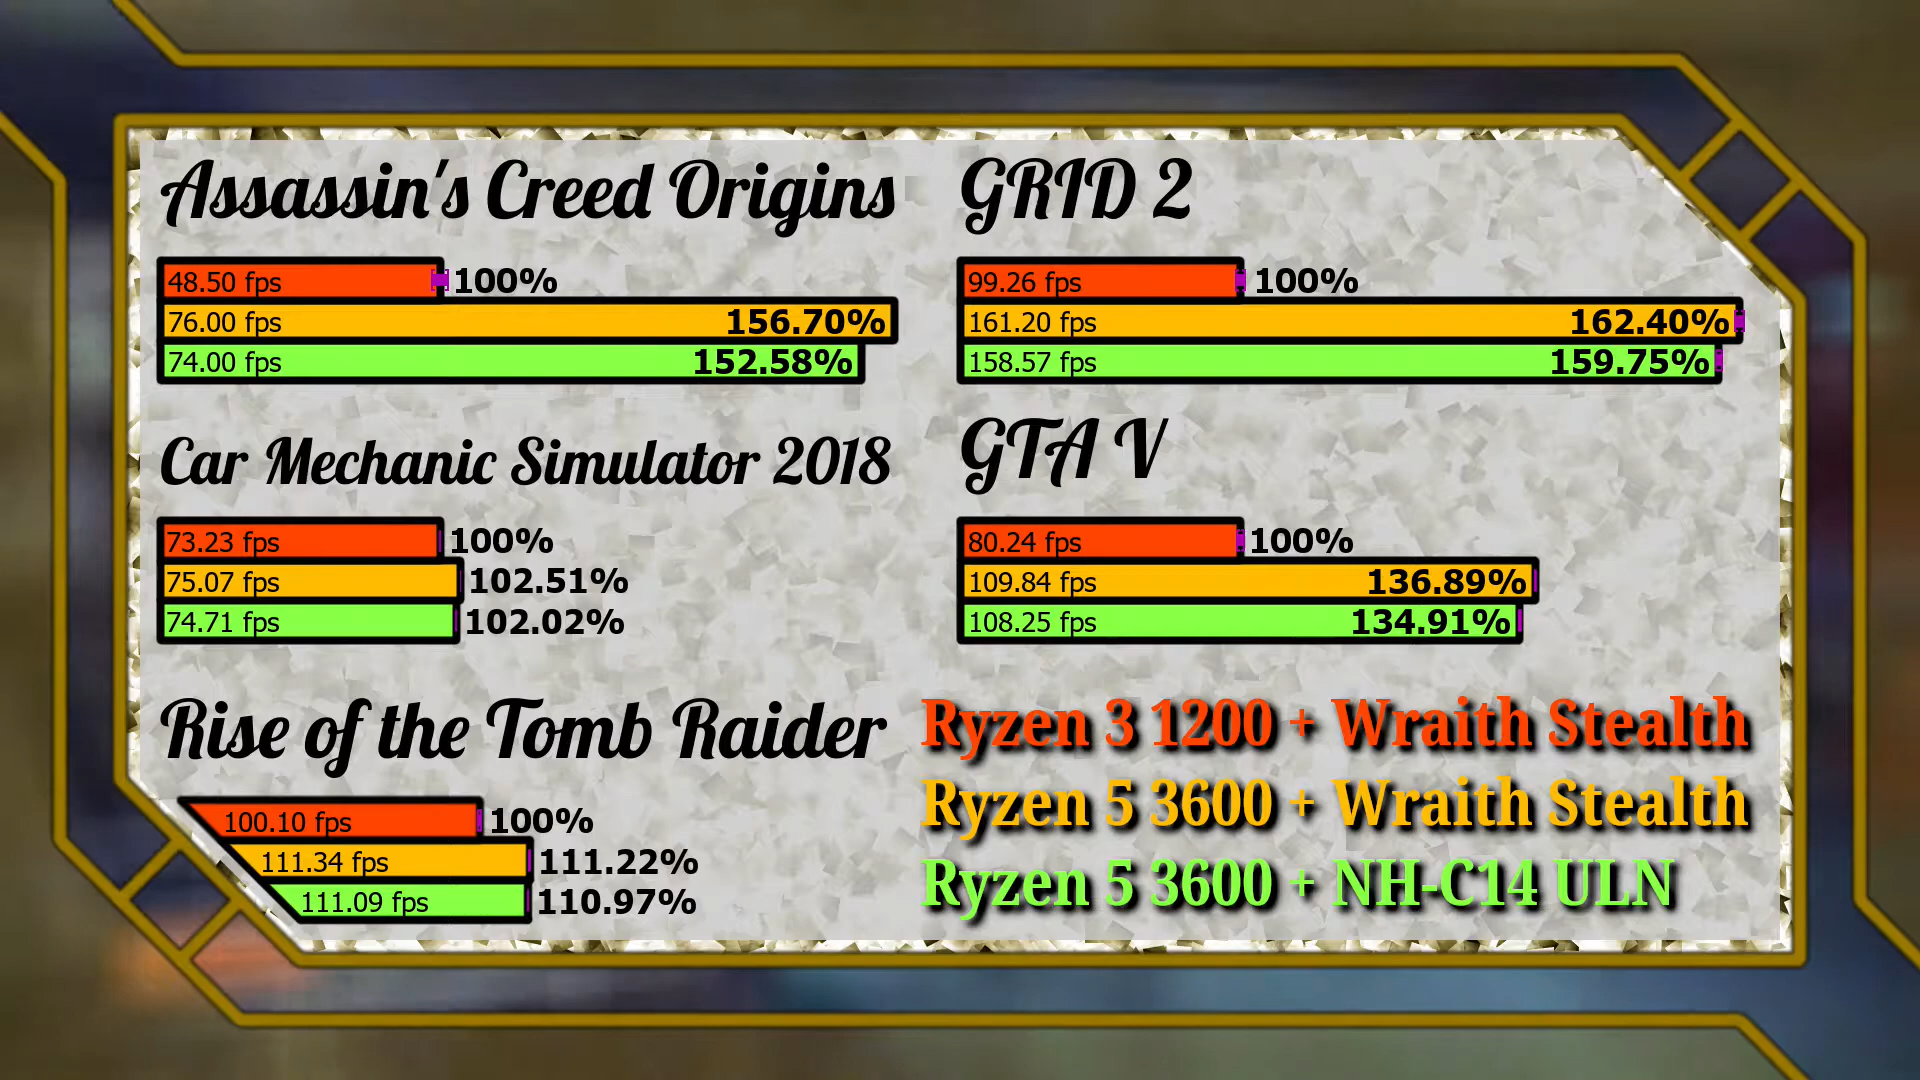 Assassin's Creed Origins
48.50 fps 100%
76.00 fps 156.70%
74.00 fps 152.58%
GRID 2
99.26 fps 100%
161.20 fps 162.40%
158.57 fps 159.75%
Car Mechanic Simulator 2018
73.23 fps 100%
75.07 fps 102.51%
74.71 fps 102.02%
GTA V
80.24 fps 100%
109.84 fps 136.89%
108.25 fps 134.91%
Rise of the Tomb Raider
100.10 fps 100%
111.34 fps 111.22%
111.09 fps 110.97%
Ryzen 3 1200 + Wraith Stealth
Ryzen 5 3600 + Wraith Stealth
Ryzen 5 3600 + NH-C14 ULN